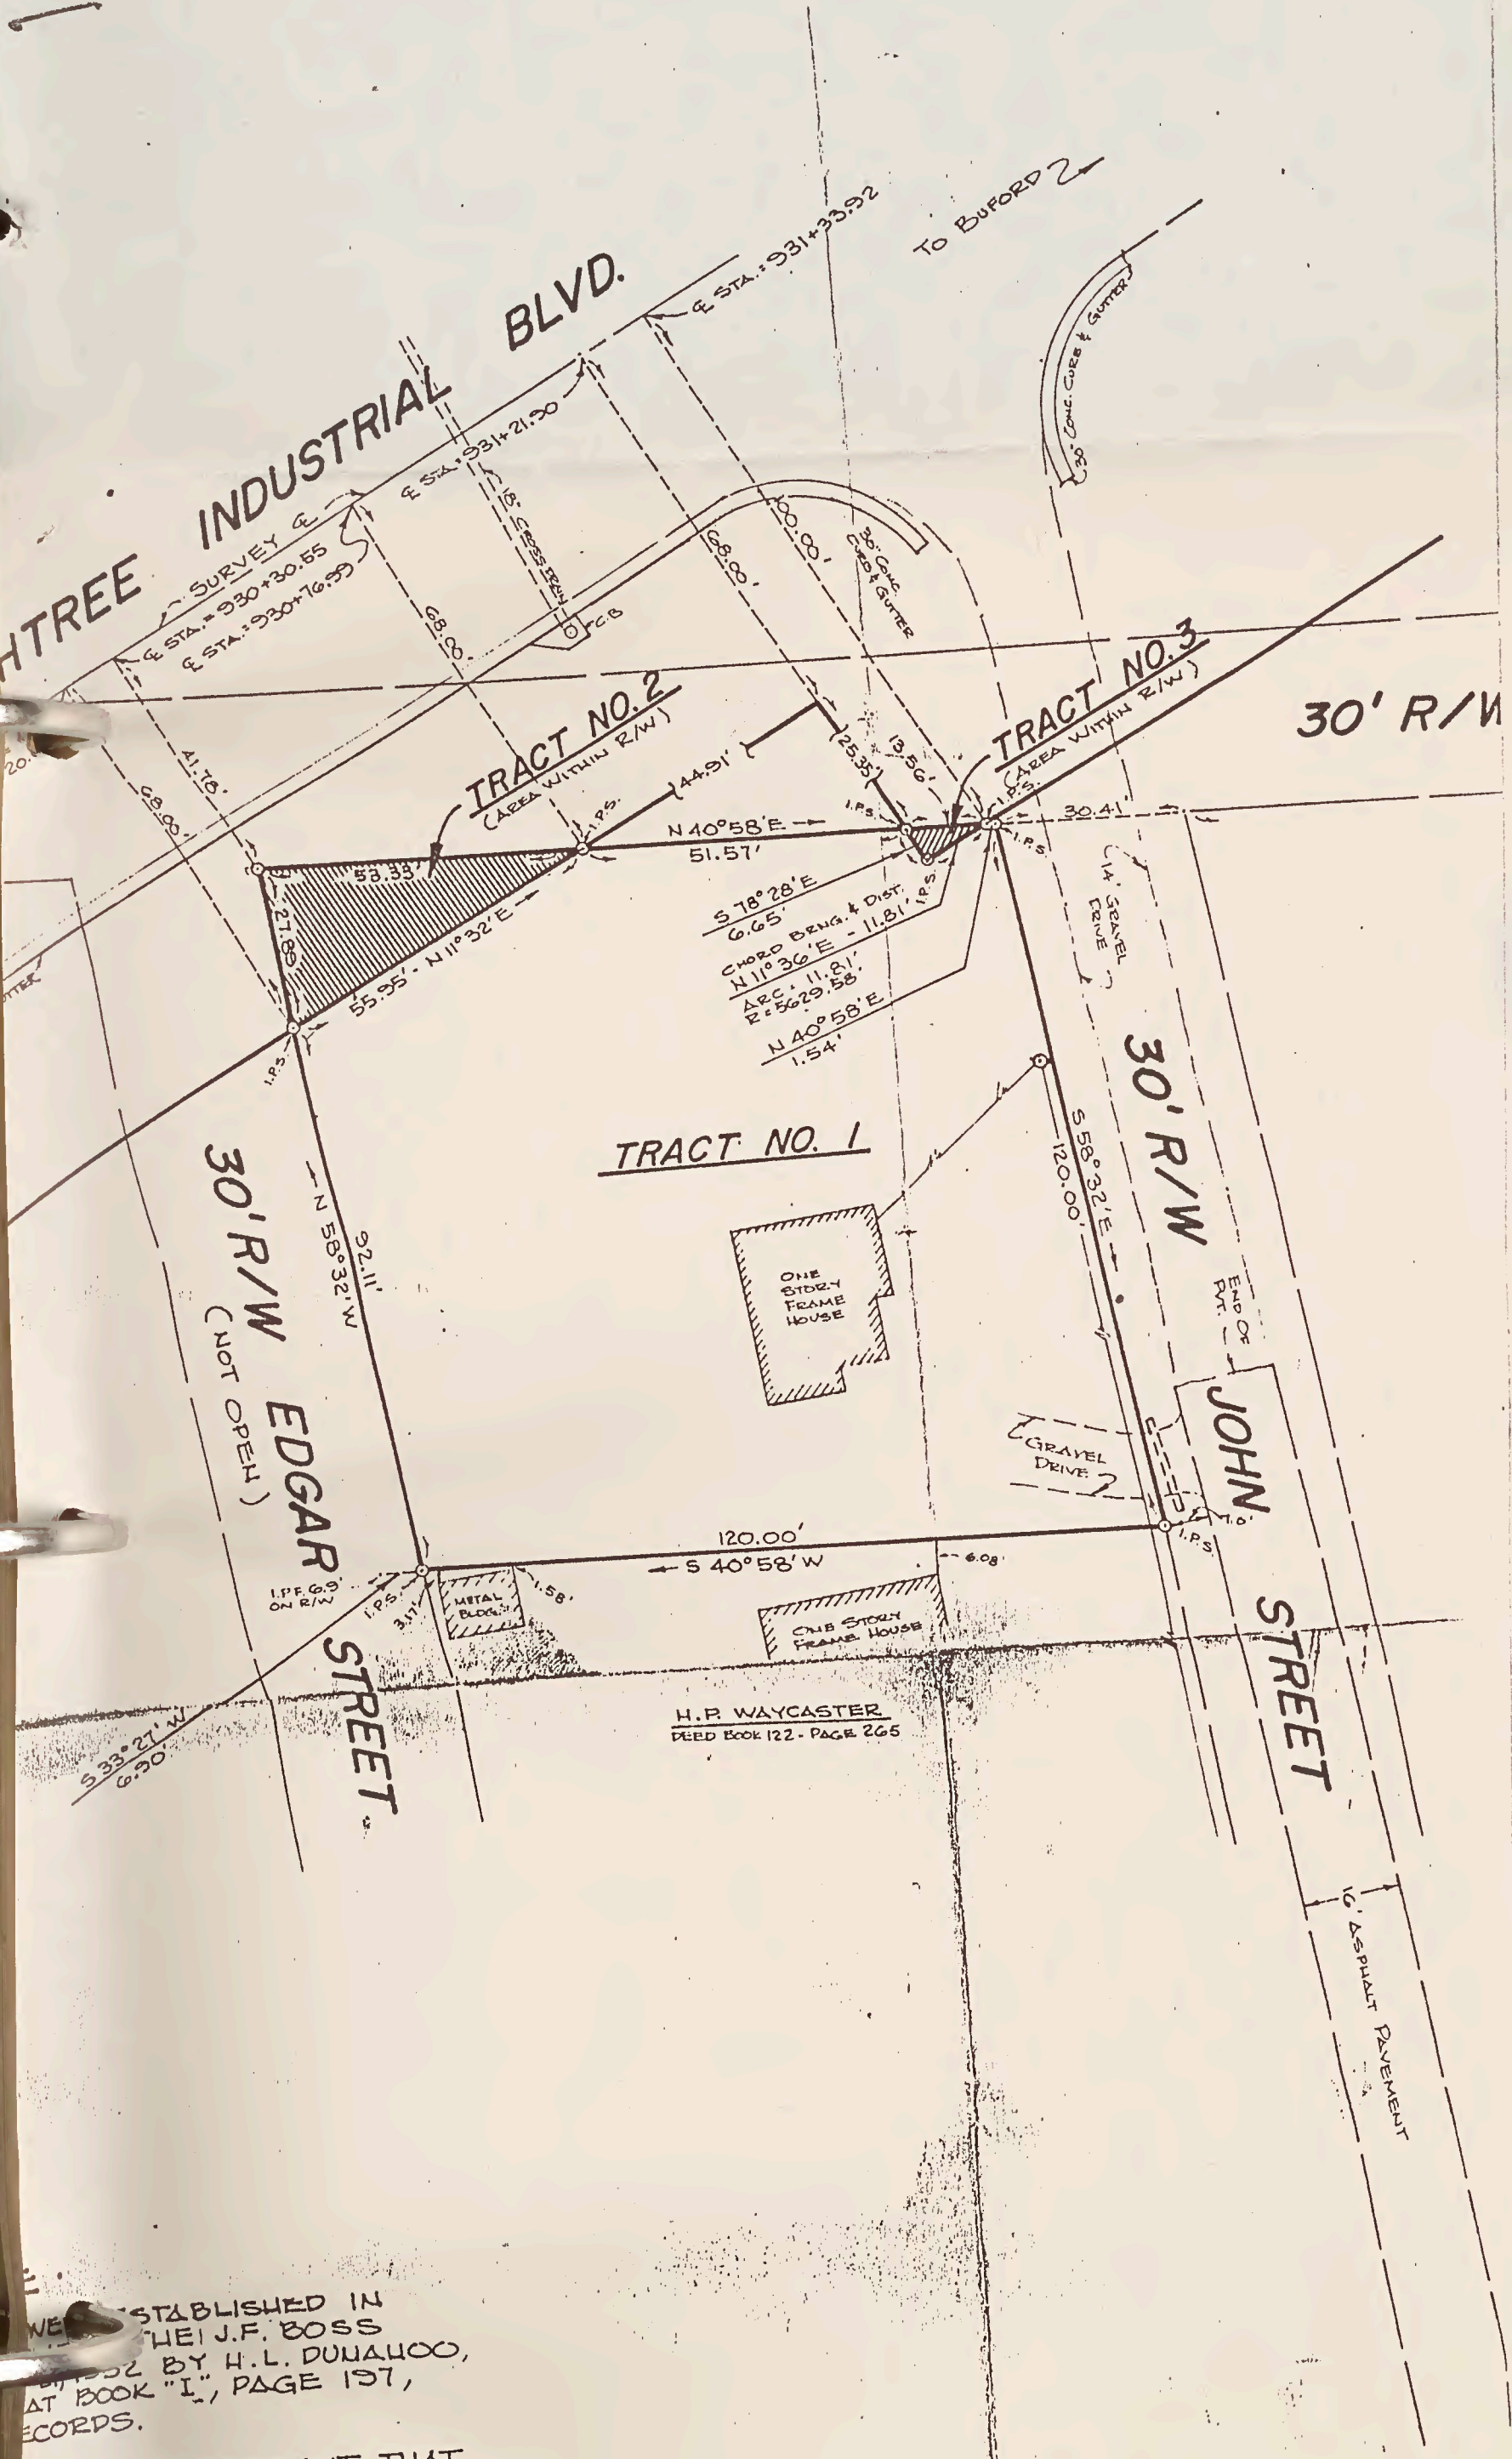 TO BUFORD
℄ STA.=931+33.92
BLVD.
INDUSTRIAL
HTREE
30" CONC. CURB & GUTTER
℄ STA.=931+21.90
18" CROSS DRAIN
SURVEY ℄
℄ STA.=930+30.55
℄ STA.=930+76.99
68.00'
100.00'
30" CONC.
CURB & GUTTER
C.B
41.78'
68.00'
TRACT NO. 2
(AREA WITHIN R/W)
TRACT NO. 3
(AREA WITHIN R/W)
30' R/W
44.91'
25.35'
13.56'
I.P.S.
I.P.S.
I.P.S.
I.P.S.
30.41'
N 40°58'E
51.57'
53.33'
27.89'
55.95' - N 11°32'E
S 78°28'E
6.65'
CHORD BRNG. & DIST.
N 11°36'E - 11.81'
ARC = 11.81'
R = 5629.58'
N 40°58'E
1.54'
I.P.S.
14' GRAVEL
DRIVE
I.P.S.
TRACT NO. 1
30' R/W
S 58°32'E
120.00'
30' R/W
(NOT OPEN)
N 58°32'W
92.11'
ONE
STORY
FRAME
HOUSE
END OF
PVT.
EDGAR
STREET
JOHN
STREET
GRAVEL
DRIVE
7.0'
I.P.S
120.00'
S 40°58'W
6.08'
I.P.F. 6.9'
ON R/W
I.P.S
3.17'
METAL
BLDG.
1.58'
ONE STORY
FRAME HOUSE
S 33°27'W
6.90'
H.P. WAYCASTER
DEED BOOK 122 - PAGE 265
16' ASPHALT PAVEMENT
ESTABLISHED IN
J.F. BOSS
BY H.L. DUNAHOO,
AT BOOK "I", PAGE 197,
ECORDS.
THAT